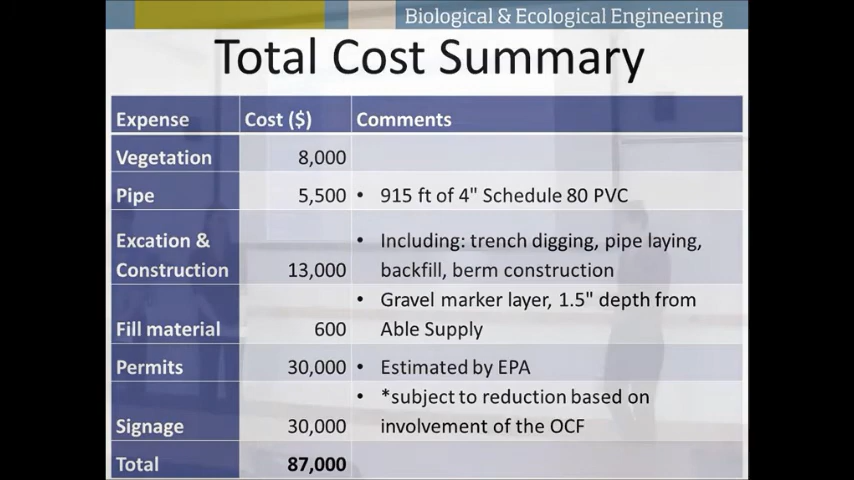 Biological & Ecological Engineering
Total Cost Summary
Expense Cost ($) Comments
Vegetation 8,000
Pipe 5,500 • 915 ft of 4" Schedule 80 PVC
Excation & • Including: trench digging, pipe laying,
Construction 13,000 backfill, berm construction
• Gravel marker layer, 1.5" depth from
Fill material 600 Able Supply
Permits 30,000 • Estimated by EPA
• *subject to reduction based on
Signage 30,000 involvement of the OCF
Total 87,000